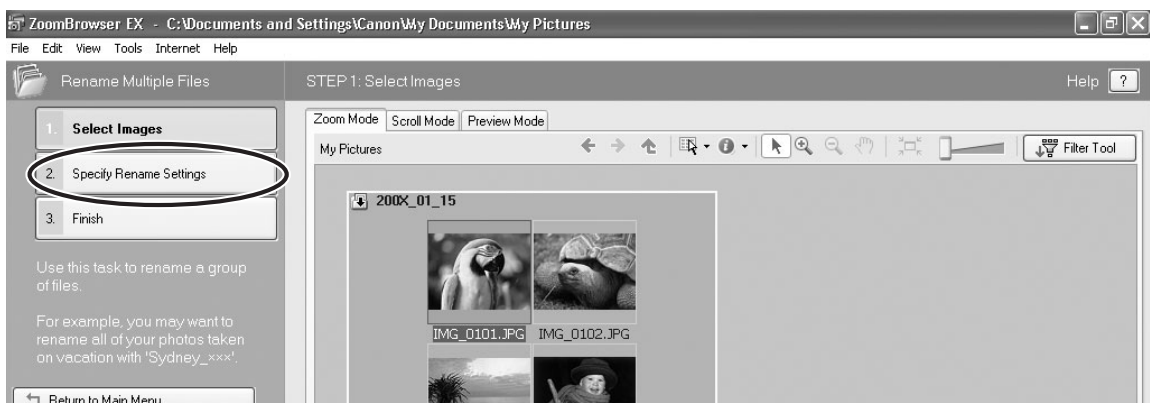 ZoomBrowser EX - C:\Documents and Settings\Canon\My Documents\My Pictures
File Edit View Tools Internet Help
Rename Multiple Files
STEP 1: Select Images
Help ?
1. Select Images
2. Specify Rename Settings
3. Finish
Use this task to rename a group
of files.
For example, you may want to
rename all of your photos taken
on vacation with 'Sydney_×××'.
Return to Main Menu
Zoom Mode Scroll Mode Preview Mode
My Pictures
Filter Tool
200X_01_15
IMG_0101.JPG IMG_0102.JPG